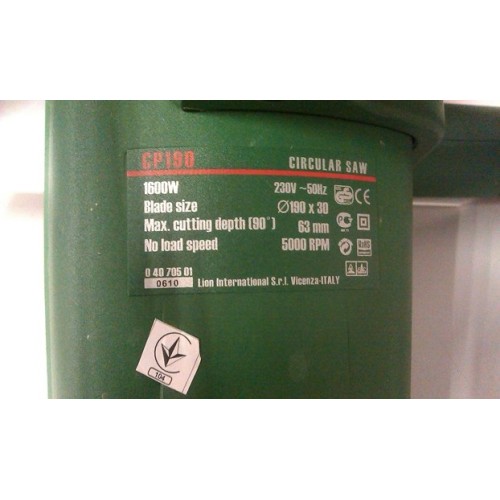 CP190 CIRCULAR SAW
1600W 230V ~50Hz
Blade size Ø190 x 30
Max. cutting depth (90°) 63 mm
No load speed 5000 RPM
0 40 705 01
0610 Lion International S.r.l. Vicenza-ITALY
104